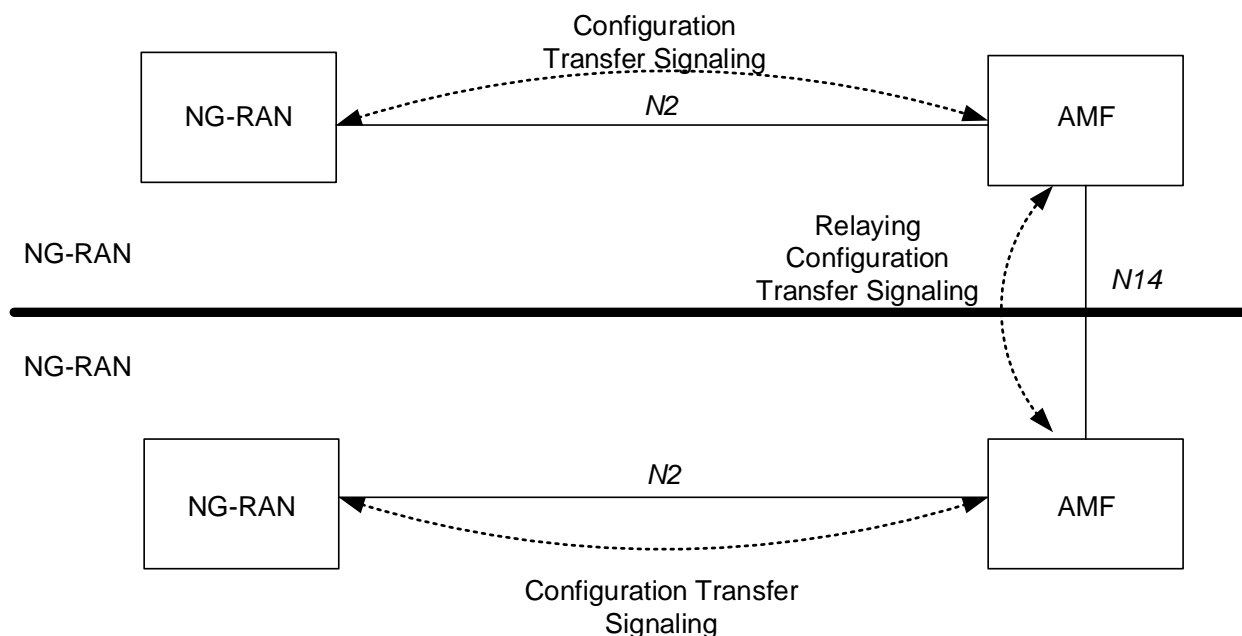 Configuration
Transfer Signaling
NG-RAN
N2
AMF
Relaying
Configuration
Transfer Signaling
NG-RAN
N14
NG-RAN
NG-RAN
N2
AMF
Configuration Transfer
Signaling